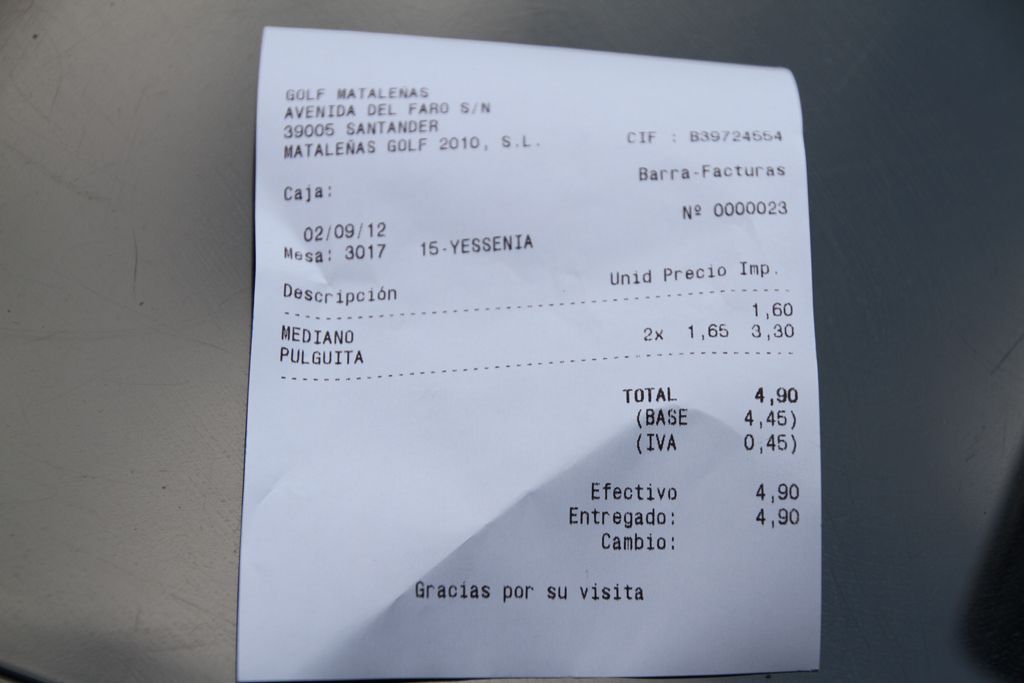 GOLF MATALEÑAS
AVENIDA DEL FARO S/N
39005 SANTANDER
MATALEÑAS GOLF 2010, S.L. CIF : B39724554
Caja: Barra-Facturas
02/09/12 Nº 0000023
Mesa: 3017 15-YESSENIA
Descripción Unid Precio Imp.
MEDIANO 1,60
PULGUITA 2x 1,65 3,30
TOTAL 4,90
(BASE 4,45)
(IVA 0,45)
Efectivo 4,90
Entregado: 4,90
Cambio:
Gracias por su visita